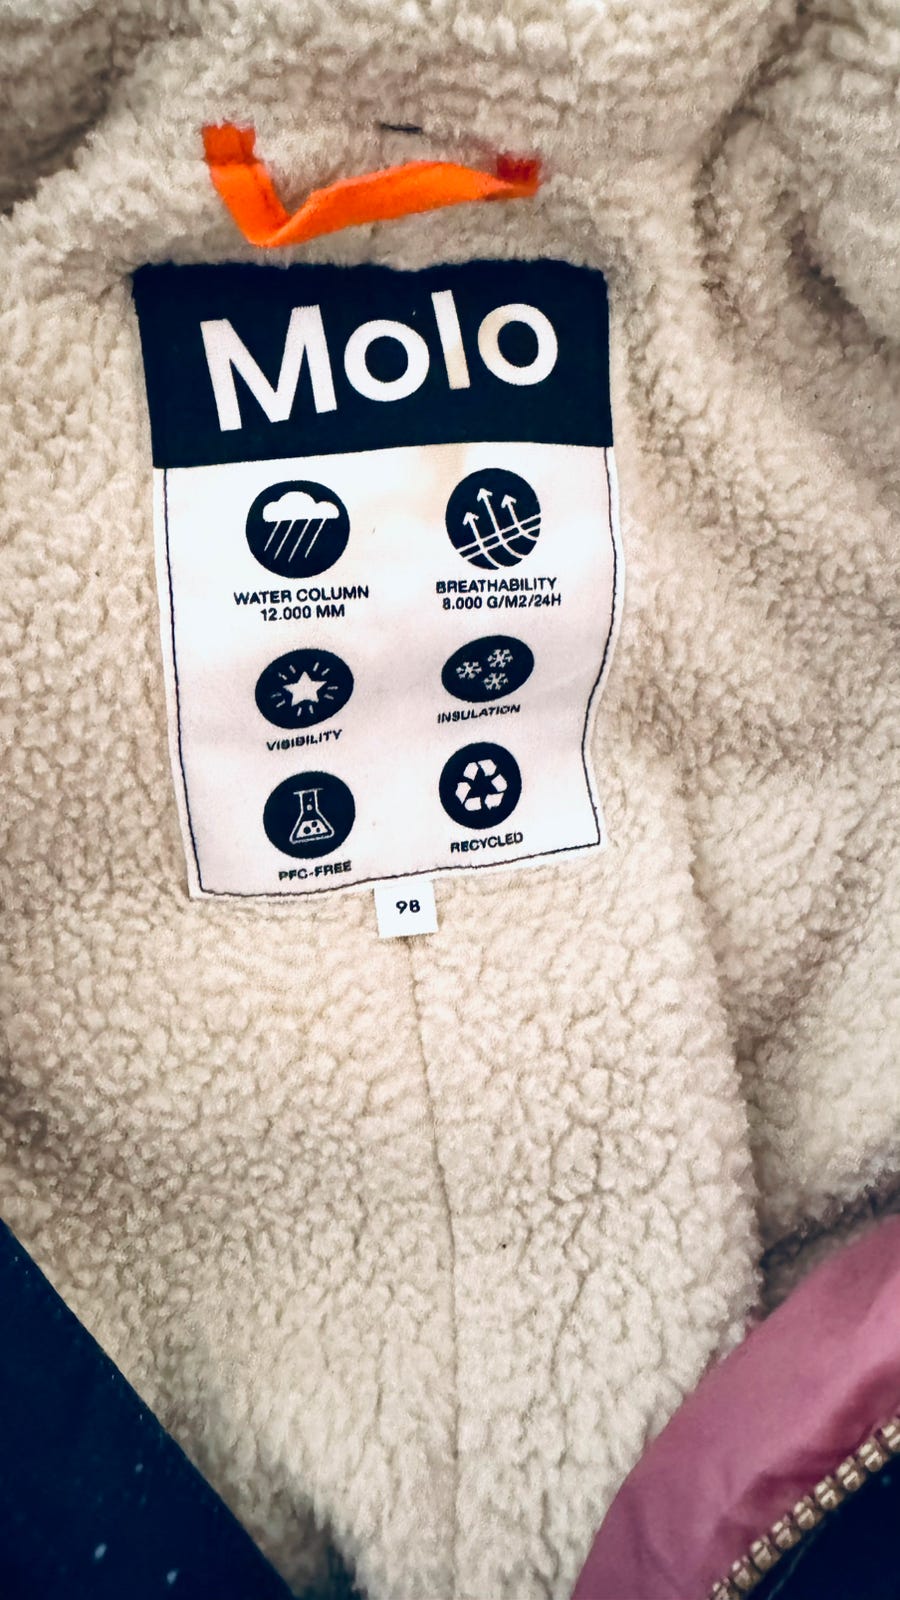 Molo
WATER COLUMN
12.000 MM
BREATHABILITY
8.000 G/M2/24H
VISIBILITY
INSULATION
PFC-FREE
RECYCLED
98